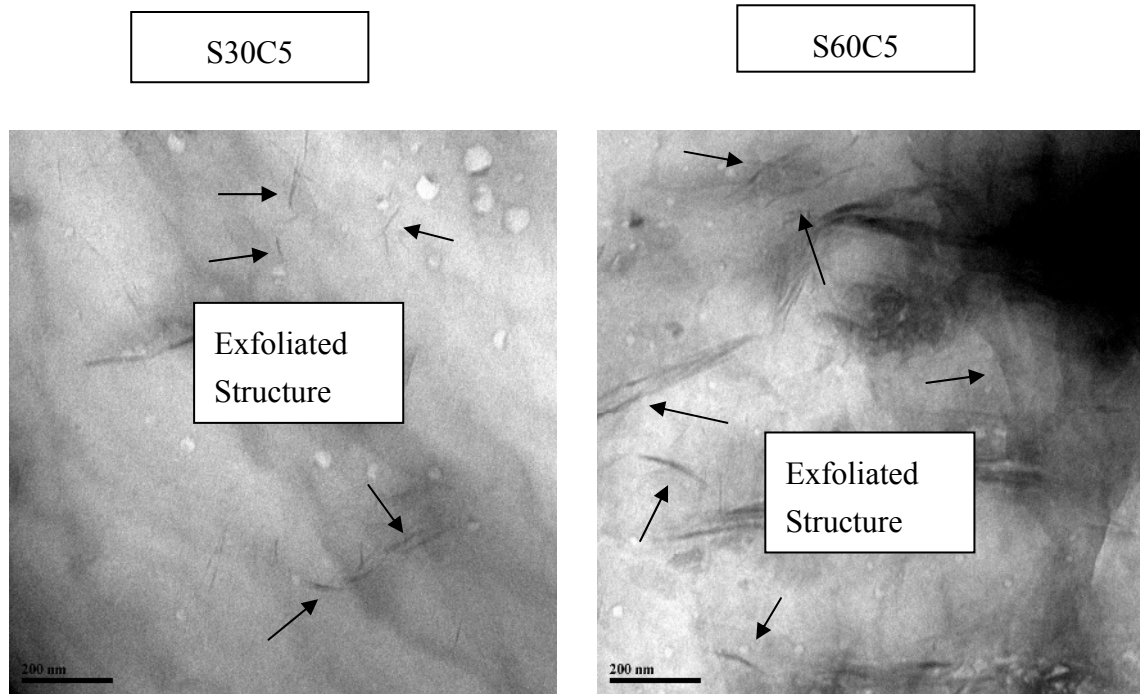 S30C5
S60C5
Exfoliated
Structure
200 nm
Exfoliated
Structure
200 nm